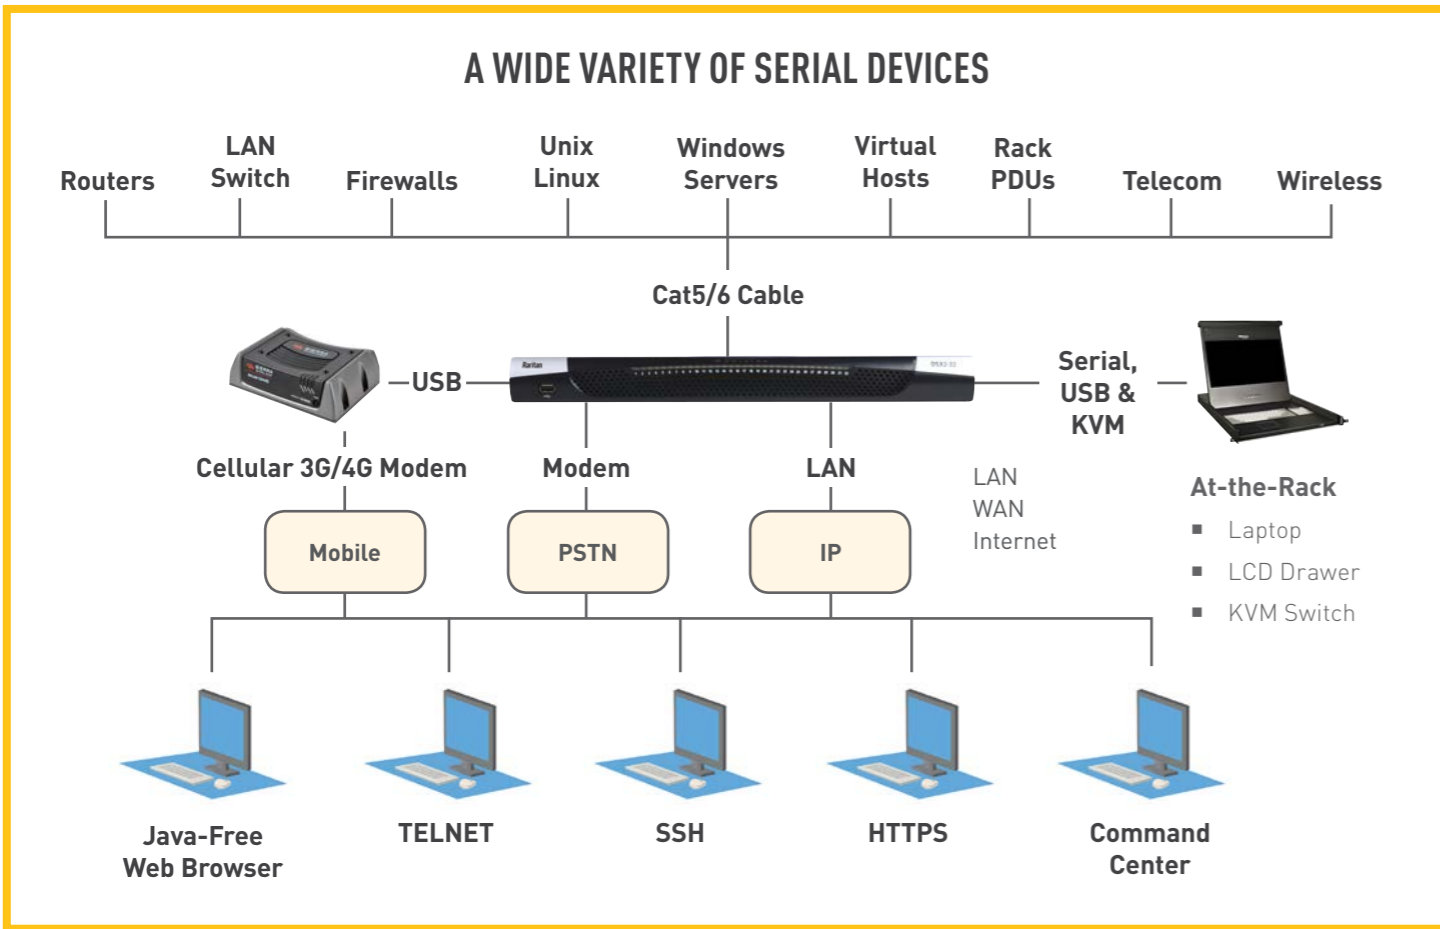 A WIDE VARIETY OF SERIAL DEVICES
Routers
LAN
Switch
Firewalls
Unix
Linux
Windows
Servers
Virtual
Hosts
Rack
PDUs
Telecom
Wireless
Cat5/6 Cable
USB
Raritan
Serial,
USB &
KVM
Cellular 3G/4G Modem
Modem
LAN
LAN
WAN
Internet
At-the-Rack
■ Laptop
■ LCD Drawer
■ KVM Switch
Mobile
PSTN
IP
Java-Free
Web Browser
TELNET
SSH
HTTPS
Command
Center